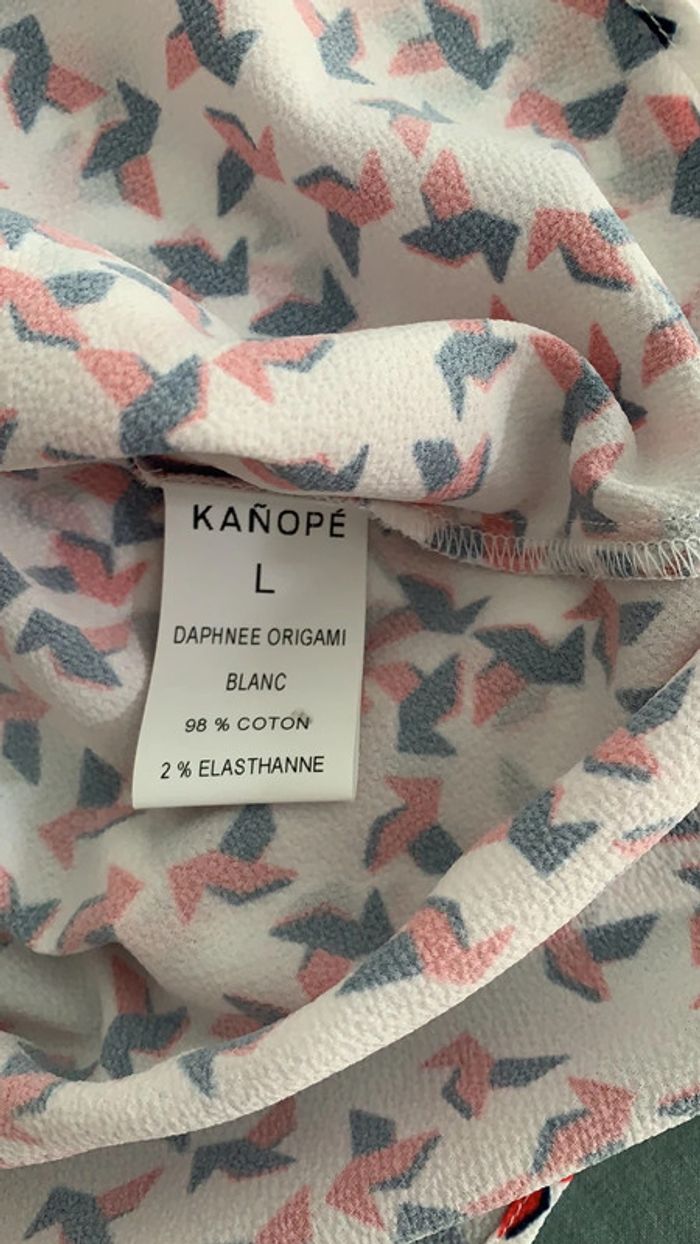 KAÑOPÉ
L
DAPHNEE ORIGAMI
BLANC
98 % COTON
2 % ELASTHANNE